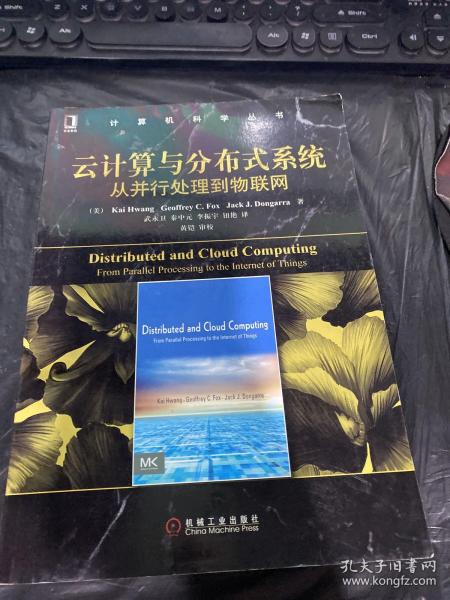 Shift
Alt
Ctrl
计算机科学丛书
云计算与分布式系统
从并行处理到物联网
(美) Kai Hwang Geoffrey C. Fox Jack J. Dongarra 著
武永卫 秦中元 李振宇 钮艳 译
黄铠 审校
Distributed and Cloud Computing
From Parallel Processing to the Internet of Things
Distributed and Cloud Computing
From Parallel Processing to the Internet of Things
Kai Hwang · Geoffrey C. Fox · Jack J. Dongarra
MK
机械工业出版社
China Machine Press
孔夫子旧书网
www.kongfz.com